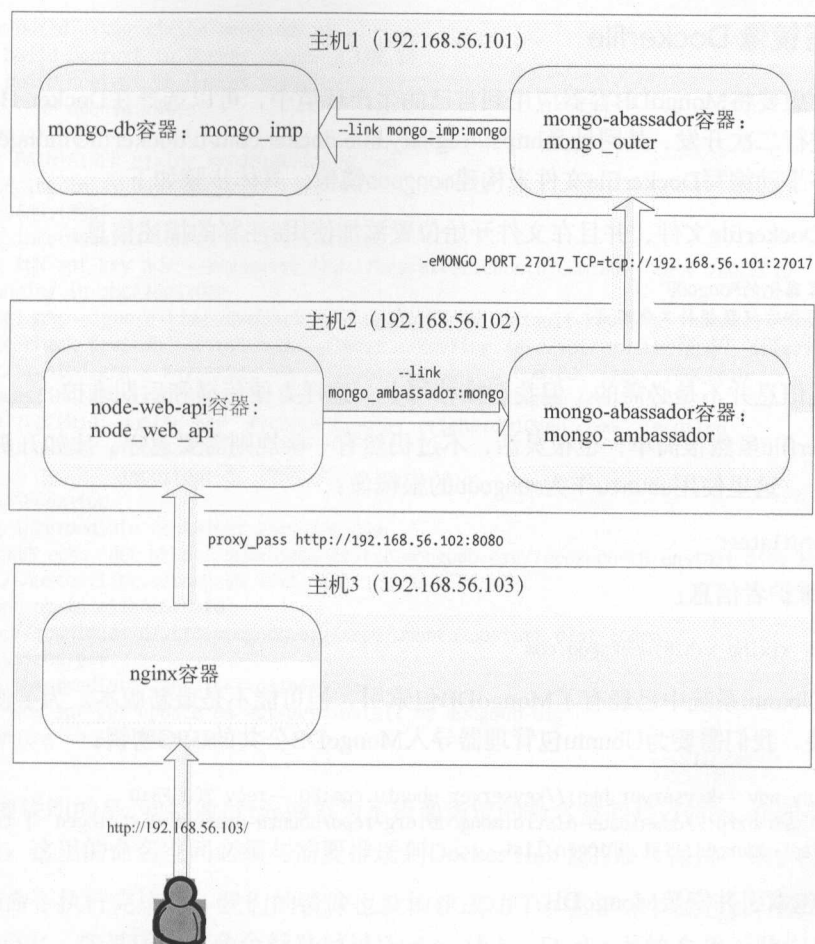 主机1（192.168.56.101）
mongo-db容器：mongo_imp
--link mongo_imp:mongo
mongo-abassador容器：
mongo_outer
-eMONGO_PORT_27017_TCP=tcp://192.168.56.101:27017
主机2（192.168.56.102）
node-web-api容器：
node_web_api
--link
mongo_ambassador:mongo
mongo-abassador容器：
mongo_ambassador
proxy_pass http://192.168.56.102:8080
主机3（192.168.56.103）
nginx容器
http://192.168.56.103/